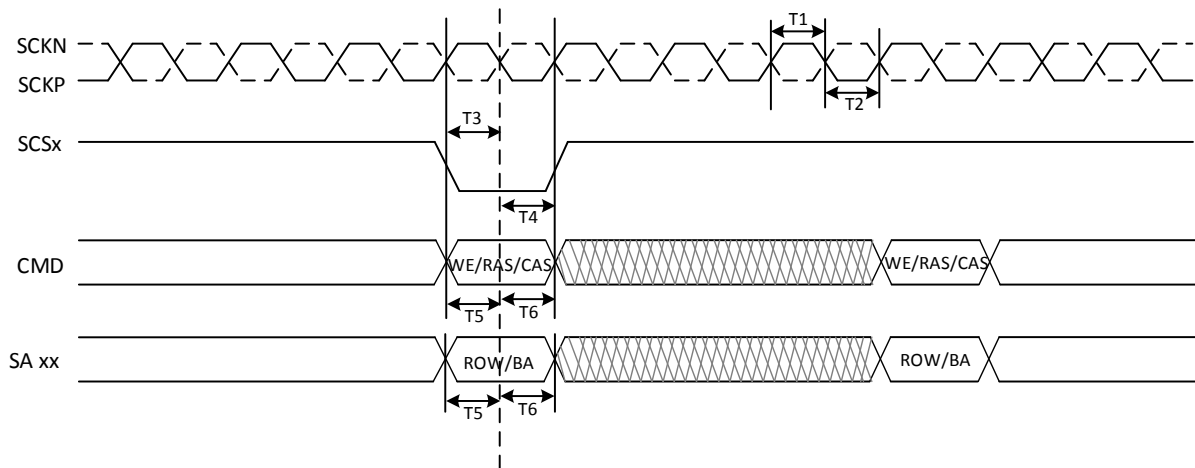 T1
SCKN
SCKP
T2
T3
SCSx
T4
CMD
WE/RAS/CAS
WE/RAS/CAS
T5
T6
SA xx
ROW/BA
ROW/BA
T5
T6